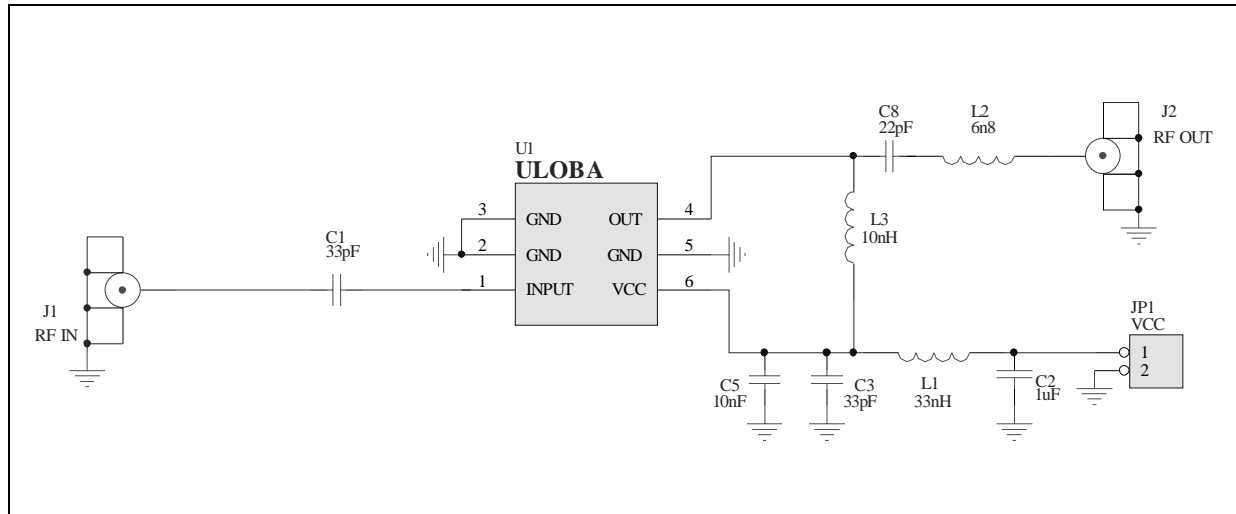 C8
22pF
L2
6n8
J2
RF OUT
U1
ULOBA
3
GND
OUT
4
2
GND
GND
5
1
INPUT
VCC
6
L3
10nH
C1
33pF
J1
RF IN
JP1
VCC
1
2
C5
10nF
C3
33pF
L1
33nH
C2
1uF